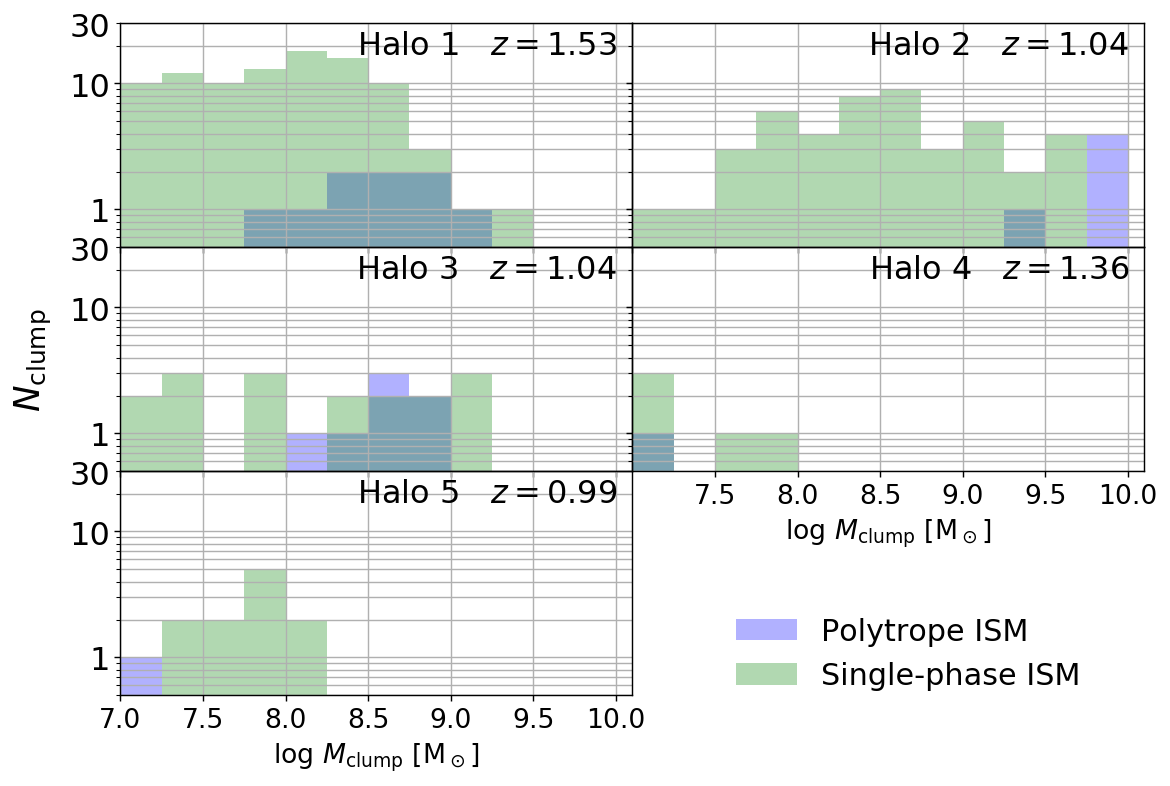 Halo 1 z = 1.53
Halo 2 z = 1.04
30
10
1
Halo 3 z = 1.04
Halo 4 z = 1.36
30
10
1
N_clump
7.5 8.0 8.5 9.0 9.5 10.0
log M_clump [M_⊙]
Halo 5 z = 0.99
30
10
1
7.0 7.5 8.0 8.5 9.0 9.5 10.0
log M_clump [M_⊙]
Polytrope ISM
Single-phase ISM